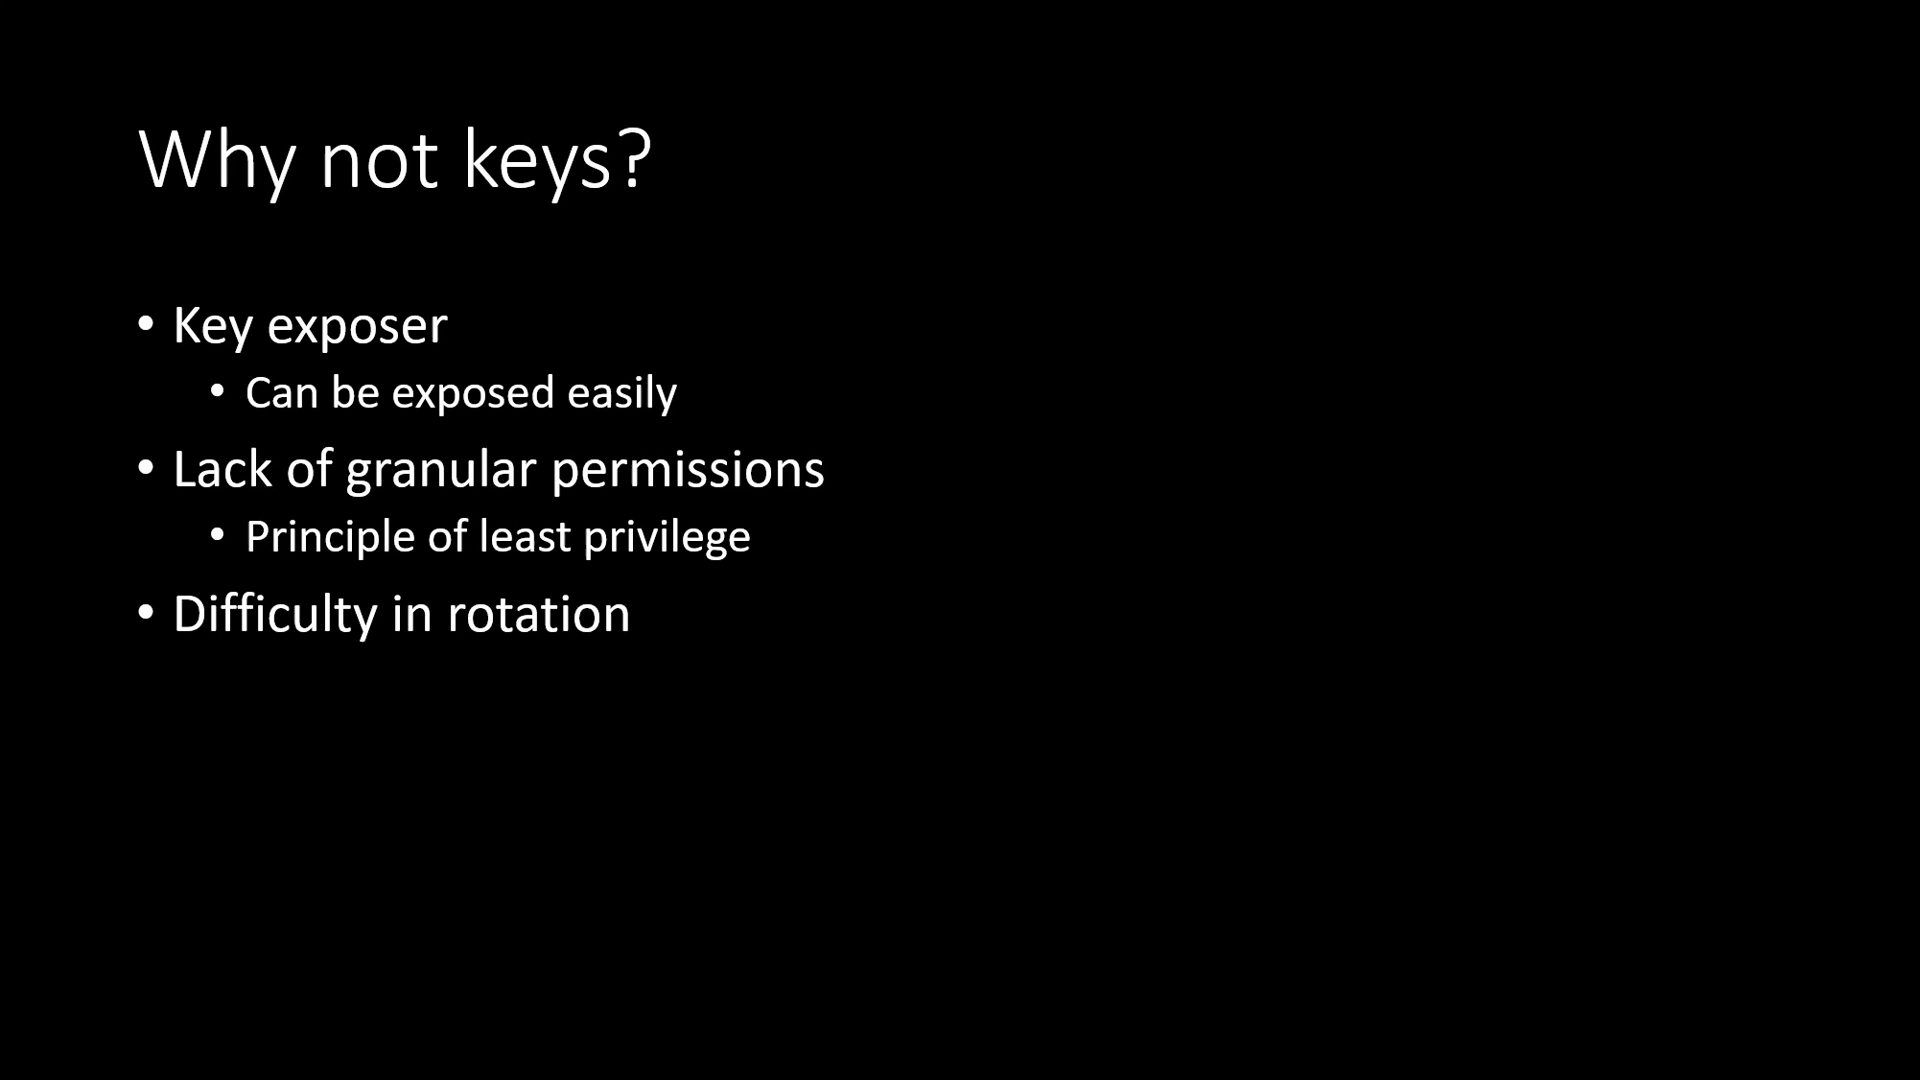 Why not keys?
• Key exposer
• Can be exposed easily
• Lack of granular permissions
• Principle of least privilege
• Difficulty in rotation